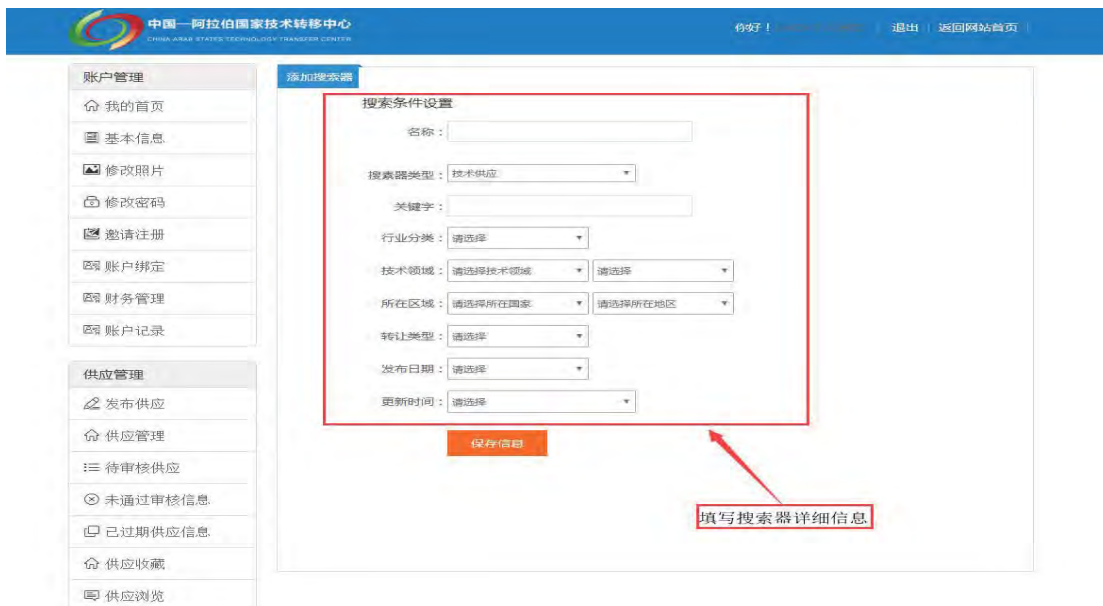 中国—阿拉伯国家技术转移中心
CHINA-ARAB STATES TECHNOLOGY TRANSFER CENTER
你好！
退出
返回网站首页
账户管理
我的首页
基本信息
修改照片
修改密码
邀请注册
账户绑定
财务管理
账户记录
供应管理
发布供应
供应管理
待审核供应
未通过审核信息
已过期供应信息
供应收藏
供应浏览
添加搜索器
搜索条件设置
名称：
搜索器类型： 技术供应
关键字：
行业分类： 请选择
技术领域： 请选择技术领域 请选择
所在区域： 请选择所在国家 请选择所在地区
转让类型： 请选择
发布日期： 请选择
更新时间： 请选择
保存信息
填写搜索器详细信息